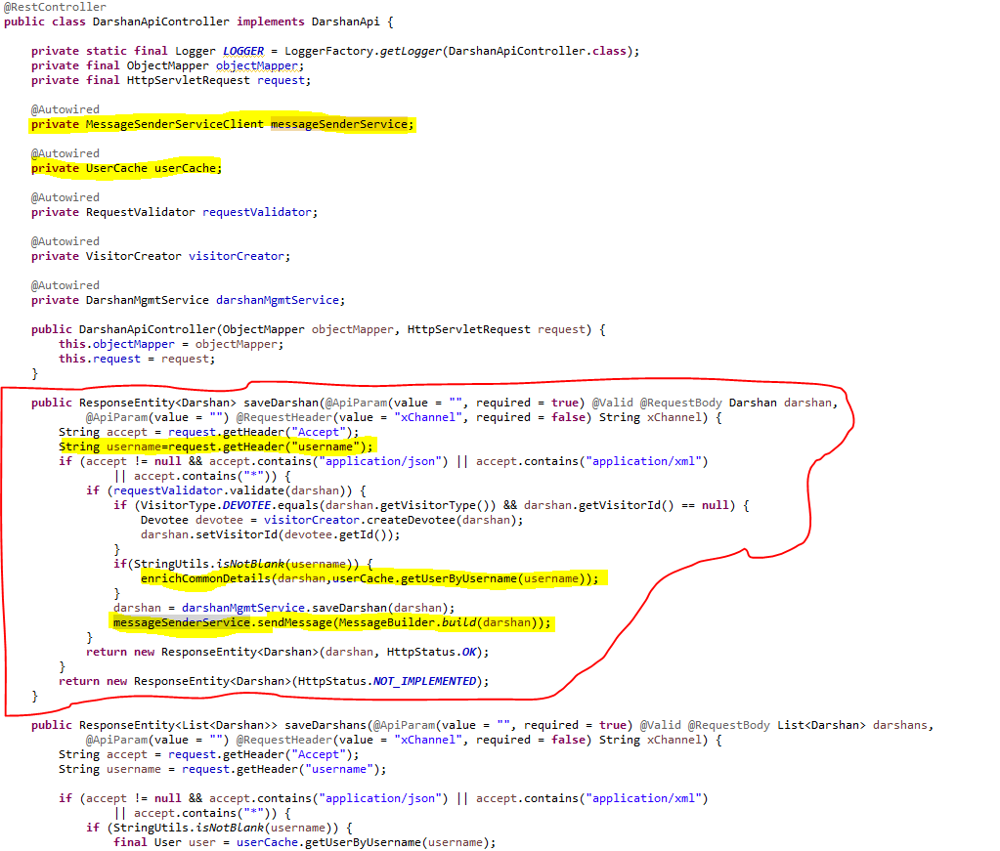 @RestController
public class DarshanApiController implements DarshanApi {
private static final Logger LOGGER = LoggerFactory.getLogger(DarshanApiController.class);
private final ObjectMapper objectMapper;
private final HttpServletRequest request;
@Autowired
private MessageSenderServiceClient messageSenderService;
@Autowired
private UserCache userCache;
@Autowired
private RequestValidator requestValidator;
@Autowired
private VisitorCreator visitorCreator;
@Autowired
private DarshanMgmtService darshanMgmtService;
public DarshanApiController(ObjectMapper objectMapper, HttpServletRequest request) {
this.objectMapper = objectMapper;
this.request = request;
}
public ResponseEntity<Darshan> saveDarshan(@ApiParam(value = "", required = true) @Valid @RequestBody Darshan darshan,
@ApiParam(value = "") @RequestHeader(value = "xChannel", required = false) String xChannel) {
String accept = request.getHeader("Accept");
String username=request.getHeader("username");
if (accept != null && accept.contains("application/json") || accept.contains("application/xml")
|| accept.contains("*")) {
if (requestValidator.validate(darshan)) {
if (VisitorType.DEVOTEE.equals(darshan.getVisitorType()) && darshan.getVisitorId() == null) {
Devotee devotee = visitorCreator.createDevotee(darshan);
darshan.setVisitorId(devotee.getId());
}
if(StringUtils.isNotBlank(username)) {
enrichCommonDetails(darshan,userCache.getUserByUsername(username));
}
darshan = darshanMgmtService.saveDarshan(darshan);
messageSenderService.sendMessage(MessageBuilder.build(darshan));
}
return new ResponseEntity<Darshan>(darshan, HttpStatus.OK);
}
return new ResponseEntity<Darshan>(HttpStatus.NOT_IMPLEMENTED);
}
public ResponseEntity<List<Darshan>> saveDarshans(@ApiParam(value = "", required = true) @Valid @RequestBody List<Darshan> darshans,
@ApiParam(value = "") @RequestHeader(value = "xChannel", required = false) String xChannel) {
String accept = request.getHeader("Accept");
String username = request.getHeader("username");
if (accept != null && accept.contains("application/json") || accept.contains("application/xml")
|| accept.contains("*")) {
if (StringUtils.isNotBlank(username)) {
final User user = userCache.getUserByUsername(username);